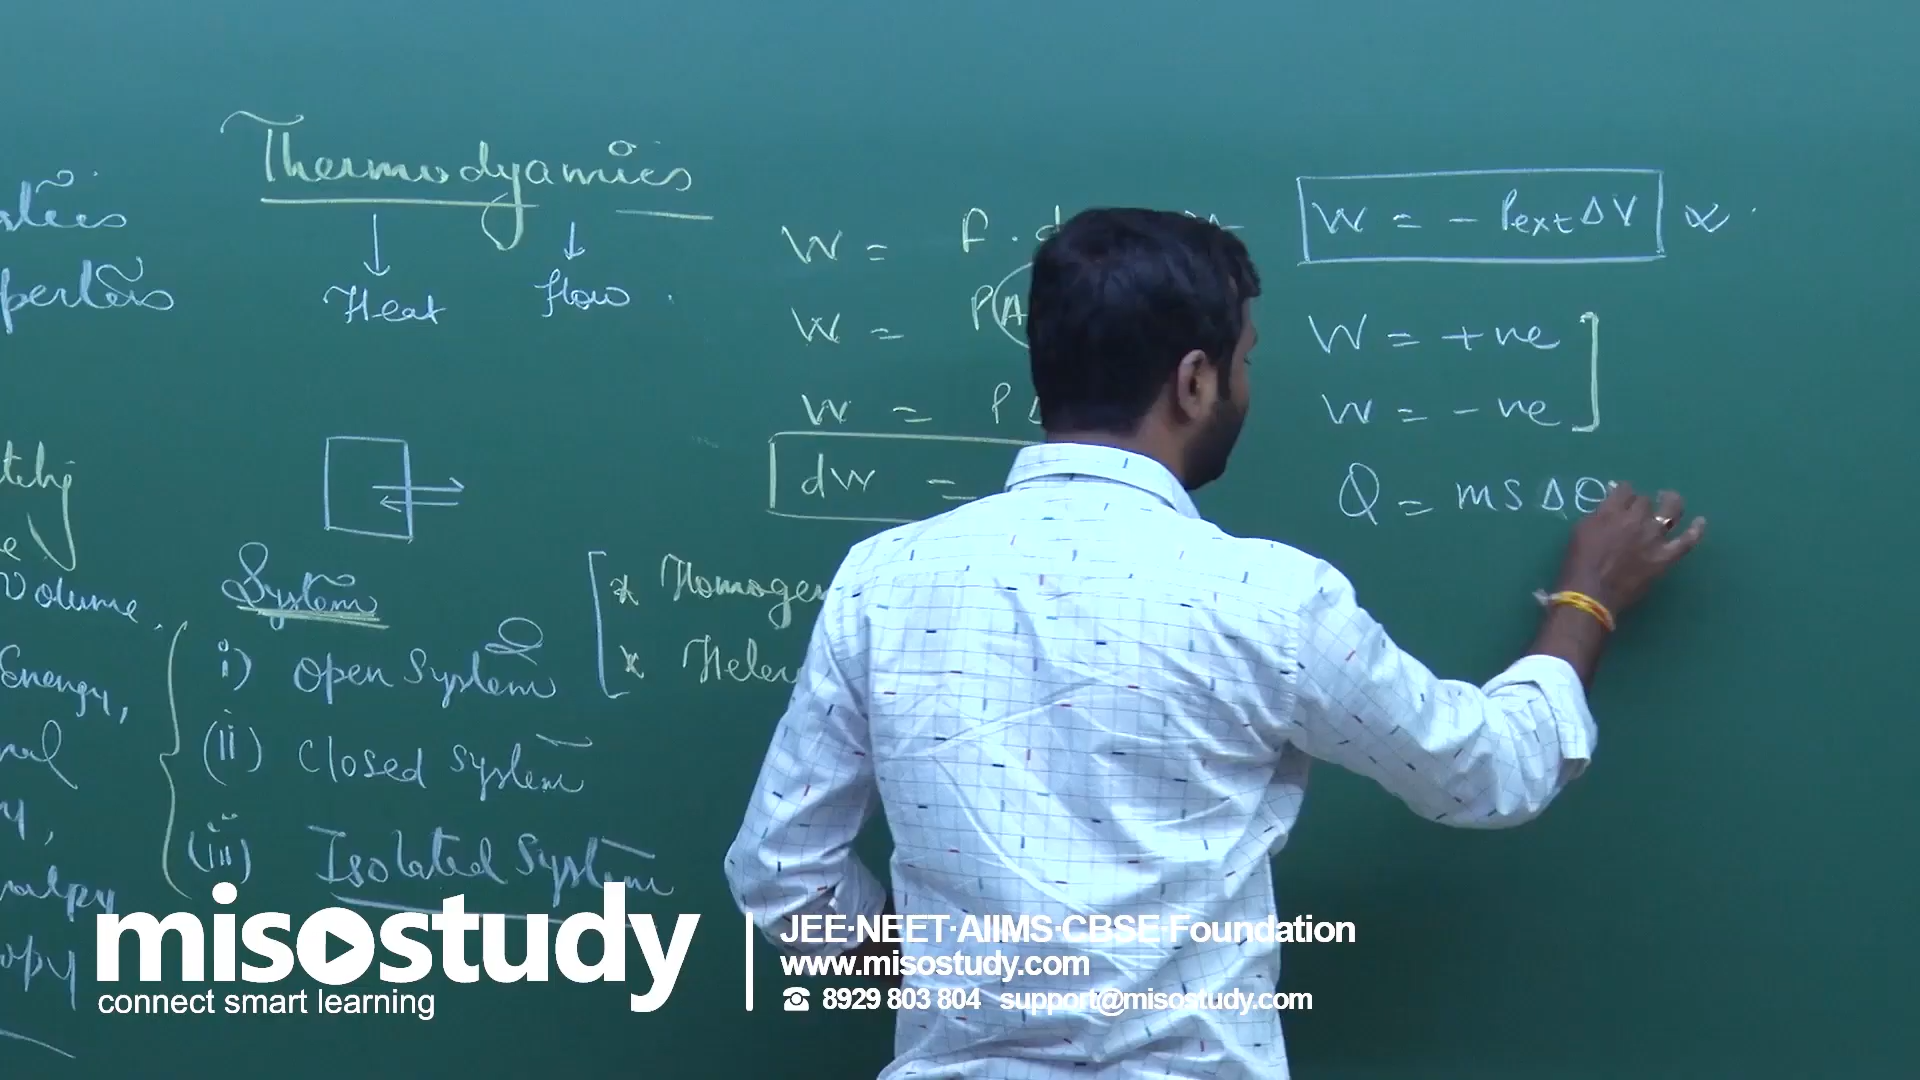 Thermodyamics
Heat
flow.
Volume.
Energy,
System
i) Open System
(ii) Closed system
(iii) Isolated System
* Homogen
* Heter
W = F.d
W = P(A
W = P Δ
dW =
W = - Pext ΔV
W = +ve
W = -ve
Q = msΔθ
misostudy
connect smart learning
JEE·NEET·AIIMS·CBSE·Foundation
www.misostudy.com
☎ 8929 803 804 support@misostudy.com